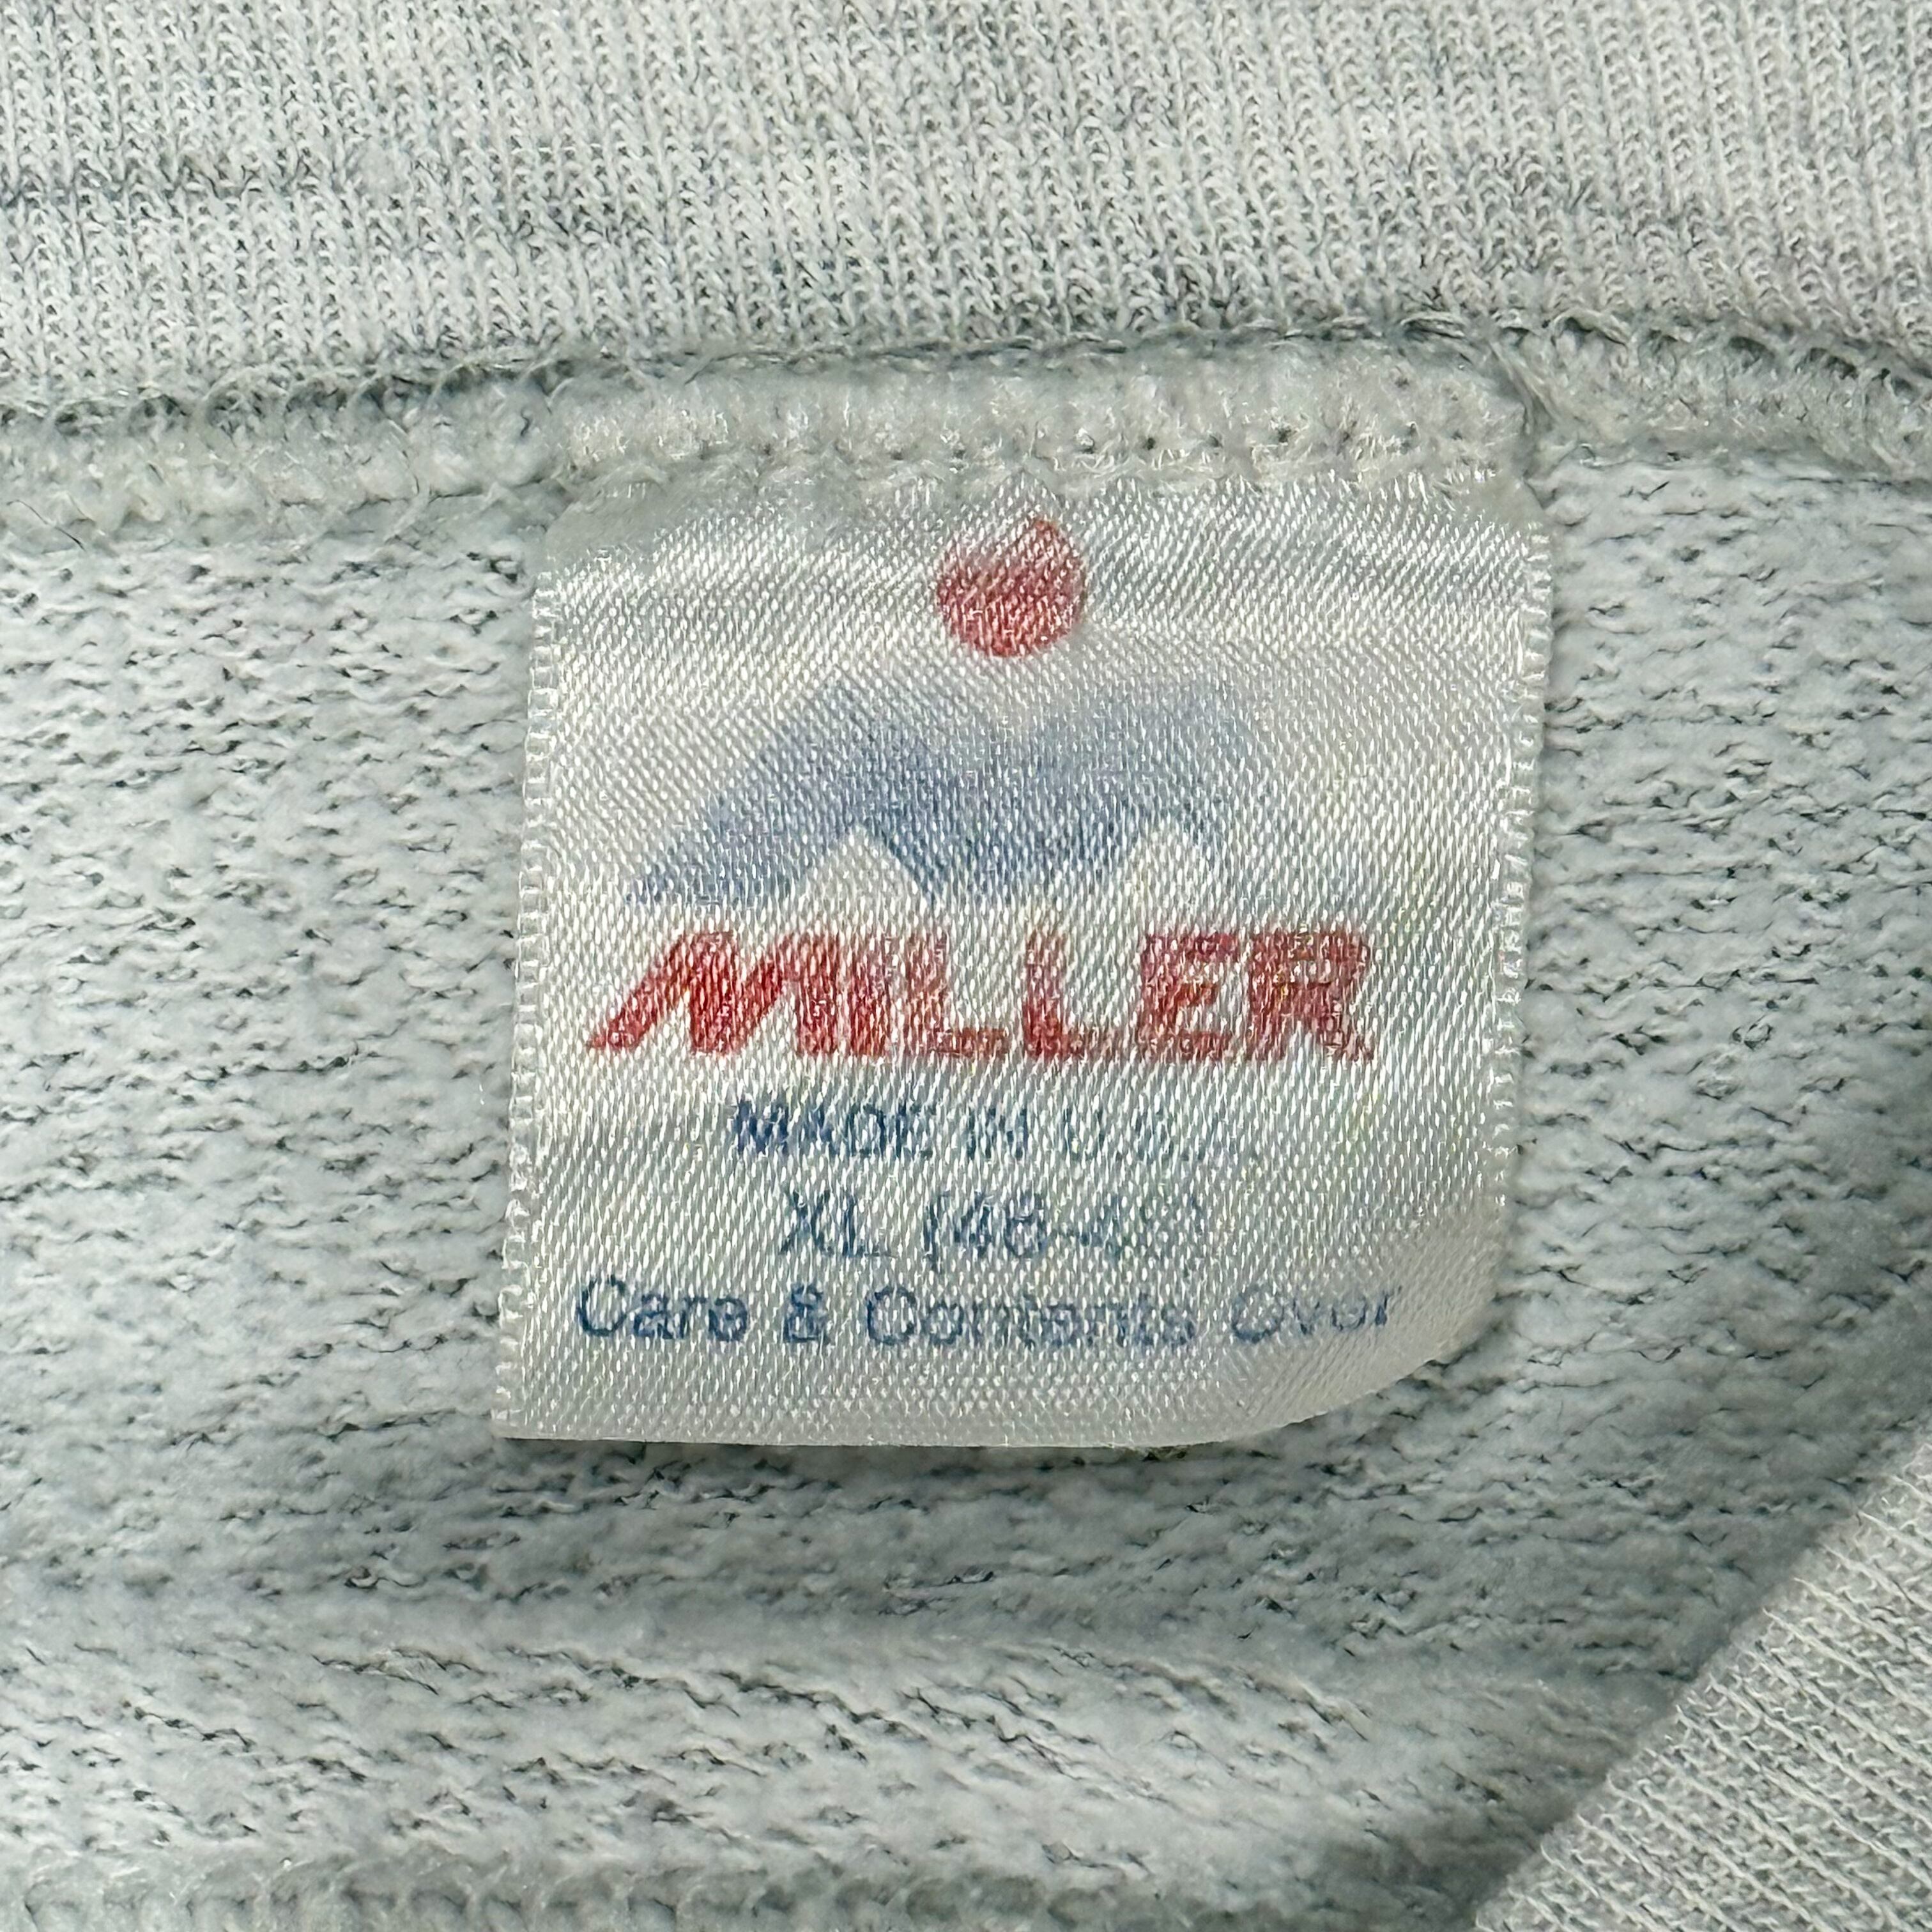 MILLER
MADE IN U.S.
XL (46-48)
Care & Contents Over